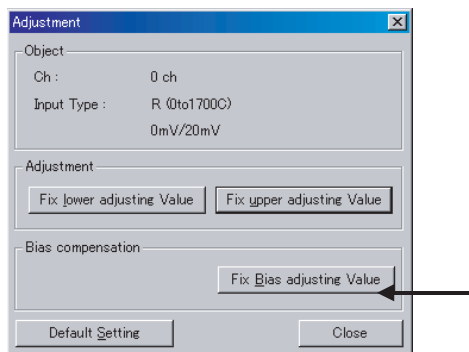 Adjustment
Object
Ch : 0 ch
Input Type : R (0to1700C)
0mV/20mV
Adjustment
Fix lower adjusting Value Fix upper adjusting Value
Bias compensation
Fix Bias adjusting Value
Default Setting Close